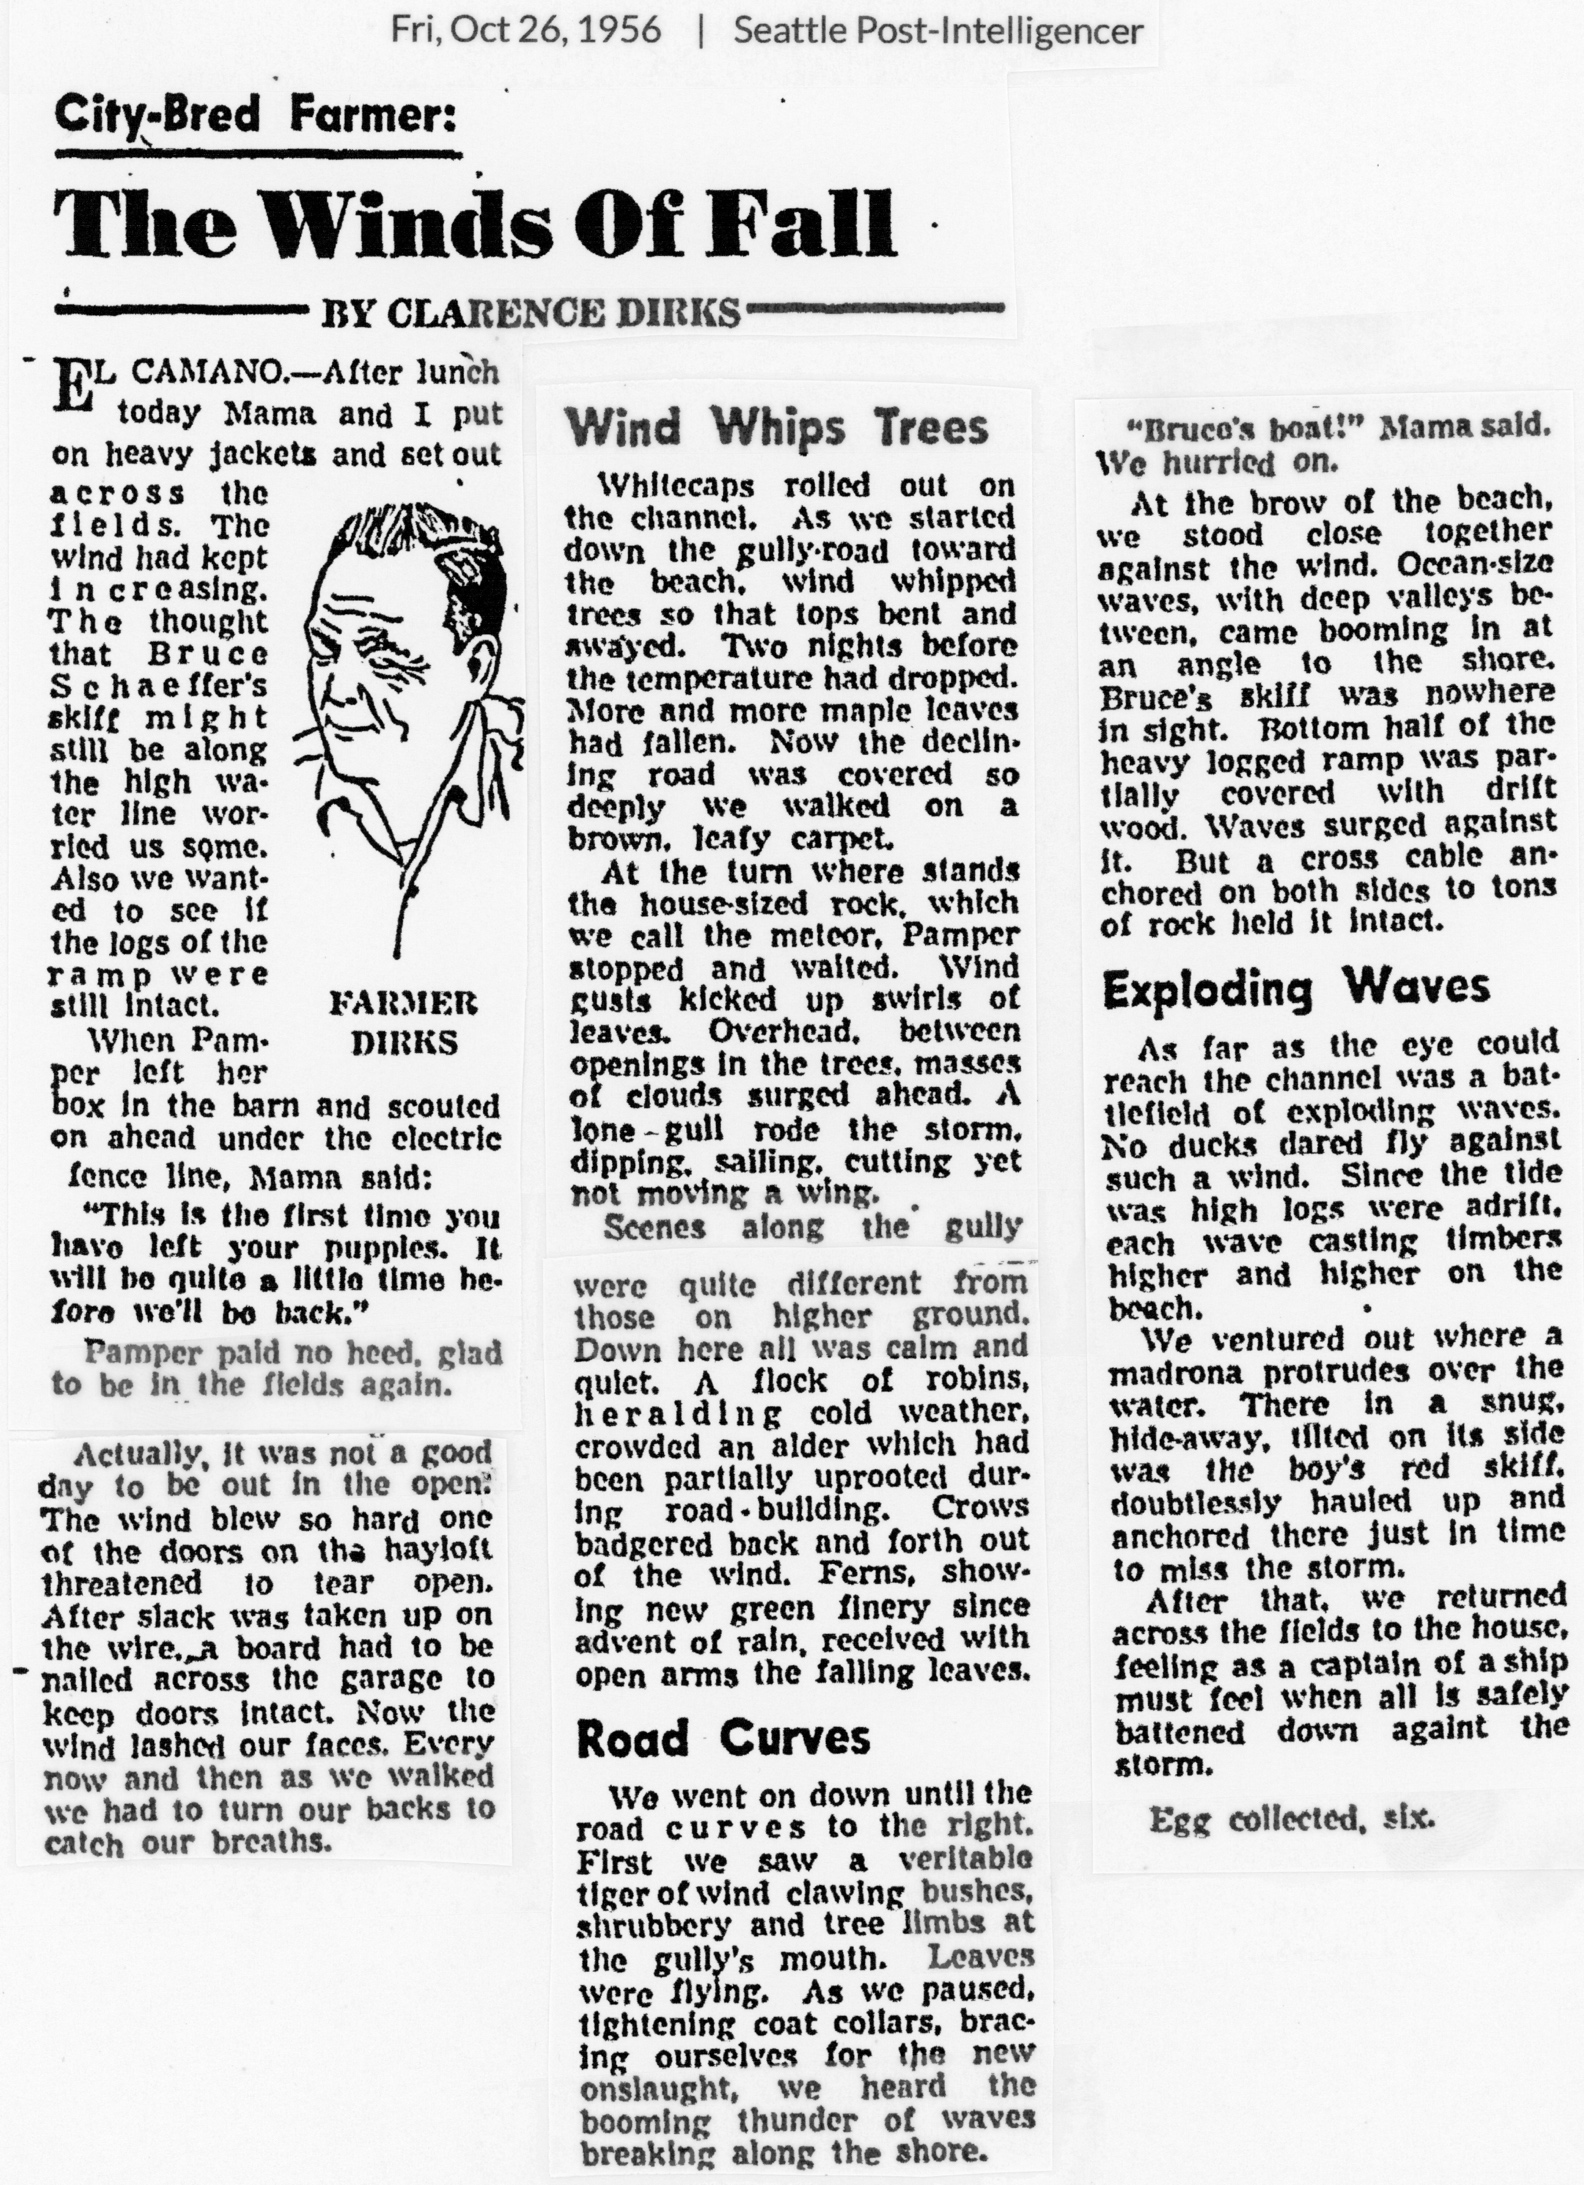 Fri, Oct 26, 1956 | Seattle Post-Intelligencer
City-Bred Farmer:
The Winds Of Fall
BY CLARENCE DIRKS
EL CAMANO.—After lunch
today Mama and I put
on heavy jackets and set out
across the
fields. The
wind had kept
increasing.
The thought
that Bruce
Schaeffer's
skiff might
still be along
the high wa-
ter line wor-
ried us some.
Also we want-
ed to see if
the logs of the
ramp were
still intact.
When Pam-
per left her
box in the barn and scouted
on ahead under the electric
fence line, Mama said:
"This is the first time you
have left your puppies. It
will be quite a little time be-
fore we'll be back."
Pamper paid no heed, glad
to be in the fields again.
Actually, it was not a good
day to be out in the open.
The wind blew so hard one
of the doors on the hayloft
threatened to tear open.
After slack was taken up on
the wire, a board had to be
nailed across the garage to
keep doors intact. Now the
wind lashed our faces. Every
now and then as we walked
we had to turn our backs to
catch our breaths.
FARMER
DIRKS
Wind Whips Trees
Whitecaps rolled out on
the channel. As we started
down the gully-road toward
the beach, wind whipped
trees so that tops bent and
swayed. Two nights before
the temperature had dropped.
More and more maple leaves
had fallen. Now the declin-
ing road was covered so
deeply we walked on a
brown, leafy carpet.
At the turn where stands
the house-sized rock, which
we call the meteor, Pamper
stopped and waited. Wind
gusts kicked up swirls of
leaves. Overhead, between
openings in the trees, masses
of clouds surged ahead. A
lone-gull rode the storm,
dipping, sailing, cutting yet
not moving a wing.
Scenes along the gully
were quite different from
those on higher ground.
Down here all was calm and
quiet. A flock of robins,
heralding cold weather,
crowded an alder which had
been partially uprooted dur-
ing road-building. Crows
badgered back and forth out
of the wind. Ferns, show-
ing new green finery since
advent of rain, received with
open arms the falling leaves.
Road Curves
We went on down until the
road curves to the right.
First we saw a veritable
tiger of wind clawing bushes,
shrubbery and tree limbs at
the gully's mouth. Leaves
were flying. As we paused,
tightening coat collars, brac-
ing ourselves for the new
onslaught, we heard the
booming thunder of waves
breaking along the shore.
"Bruce's boat!" Mama said.
We hurried on.
At the brow of the beach,
we stood close together
against the wind. Ocean-size
waves, with deep valleys be-
tween, came booming in at
an angle to the shore.
Bruce's skiff was nowhere
in sight. Bottom half of the
heavy logged ramp was par-
tially covered with drift
wood. Waves surged against
it. But a cross cable an-
chored on both sides to tons
of rock held it intact.
Exploding Waves
As far as the eye could
reach the channel was a bat-
tlefield of exploding waves.
No ducks dared fly against
such a wind. Since the tide
was high logs were adrift,
each wave casting timbers
higher and higher on the
beach.
We ventured out where a
madrona protrudes over the
water. There in a snug,
hide-away, tilted on its side
was the boy's red skiff,
doubtlessly hauled up and
anchored there just in time
to miss the storm.
After that, we returned
across the fields to the house,
feeling as a captain of a ship
must feel when all is safely
battened down againt the
storm.
Egg collected, six.